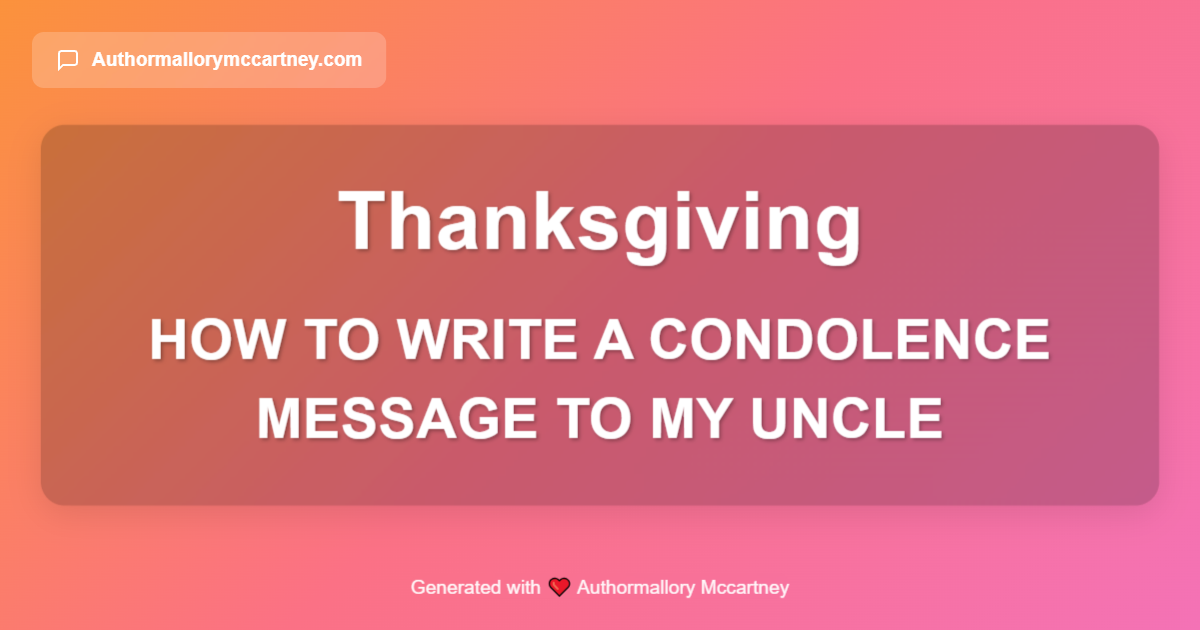 Authormallorymccartney.com
Thanksgiving
HOW TO WRITE A CONDOLENCE
MESSAGE TO MY UNCLE
Generated with ❤️ Authormallory Mccartney